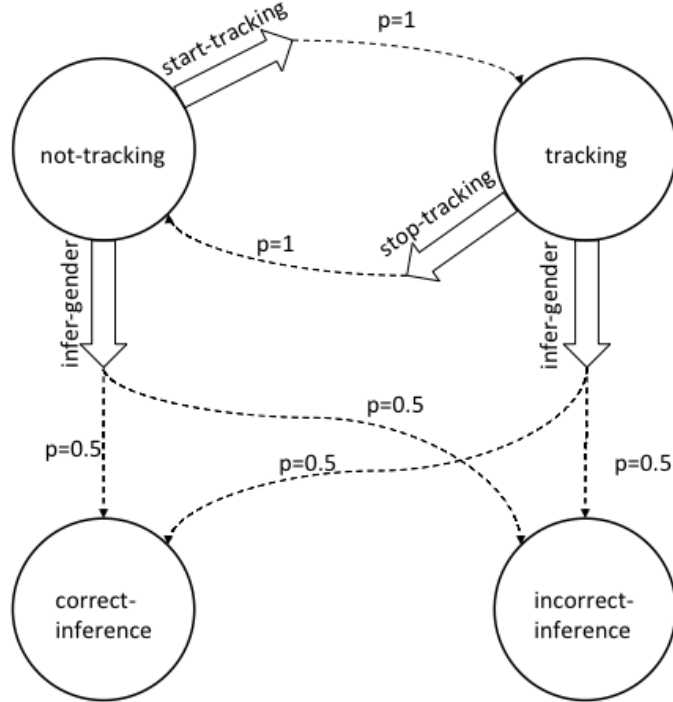 start-tracking
p=1
not-tracking
tracking
stop-tracking
p=1
infer-gender
infer-gender
p=0.5
p=0.5
p=0.5
p=0.5
correct-
inference
incorrect-
inference